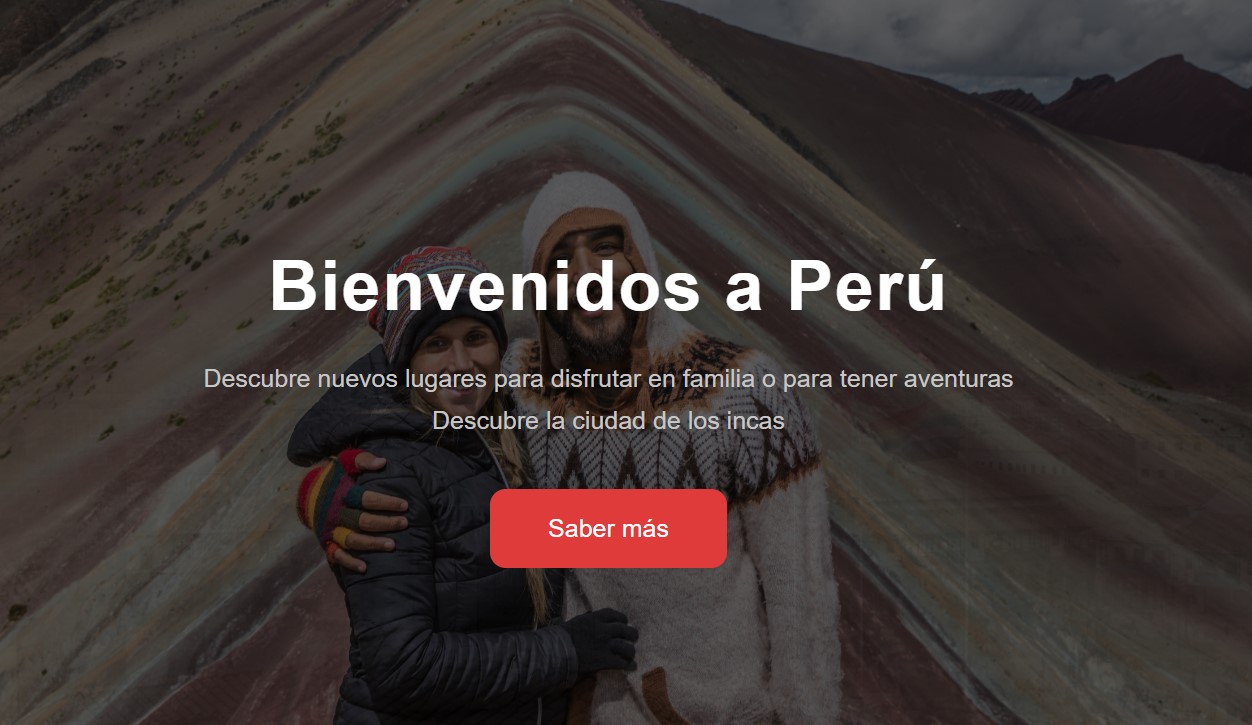 Bienvenidos a Perú
Descubre nuevos lugares para disfrutar en familia o para tener aventuras
Descubre la ciudad de los incas
Saber más